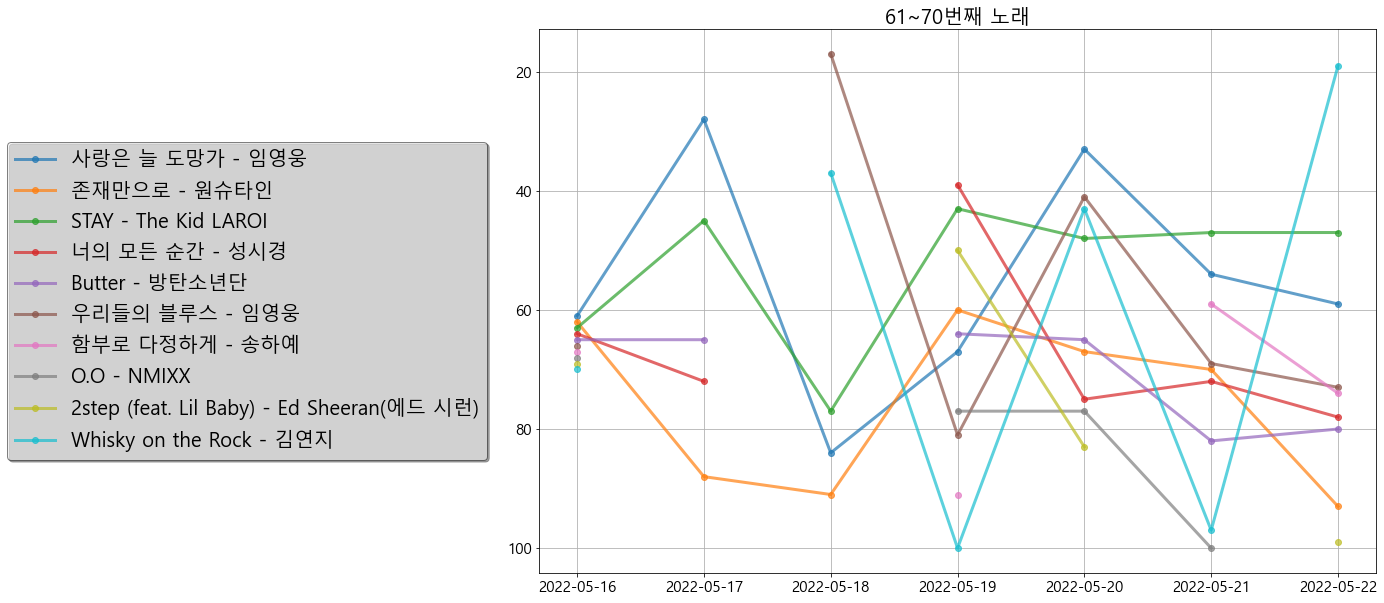 61~70번째 노래
사랑은 늘 도망가 - 임영웅
존재만으로 - 원슈타인
STAY - The Kid LAROI
너의 모든 순간 - 성시경
Butter - 방탄소년단
우리들의 블루스 - 임영웅
함부로 다정하게 - 송하예
O.O - NMIXX
2step (feat. Lil Baby) - Ed Sheeran(에드 시런)
Whisky on the Rock - 김연지
20
40
60
80
100
2022-05-16 2022-05-17 2022-05-18 2022-05-19 2022-05-20 2022-05-21 2022-05-22